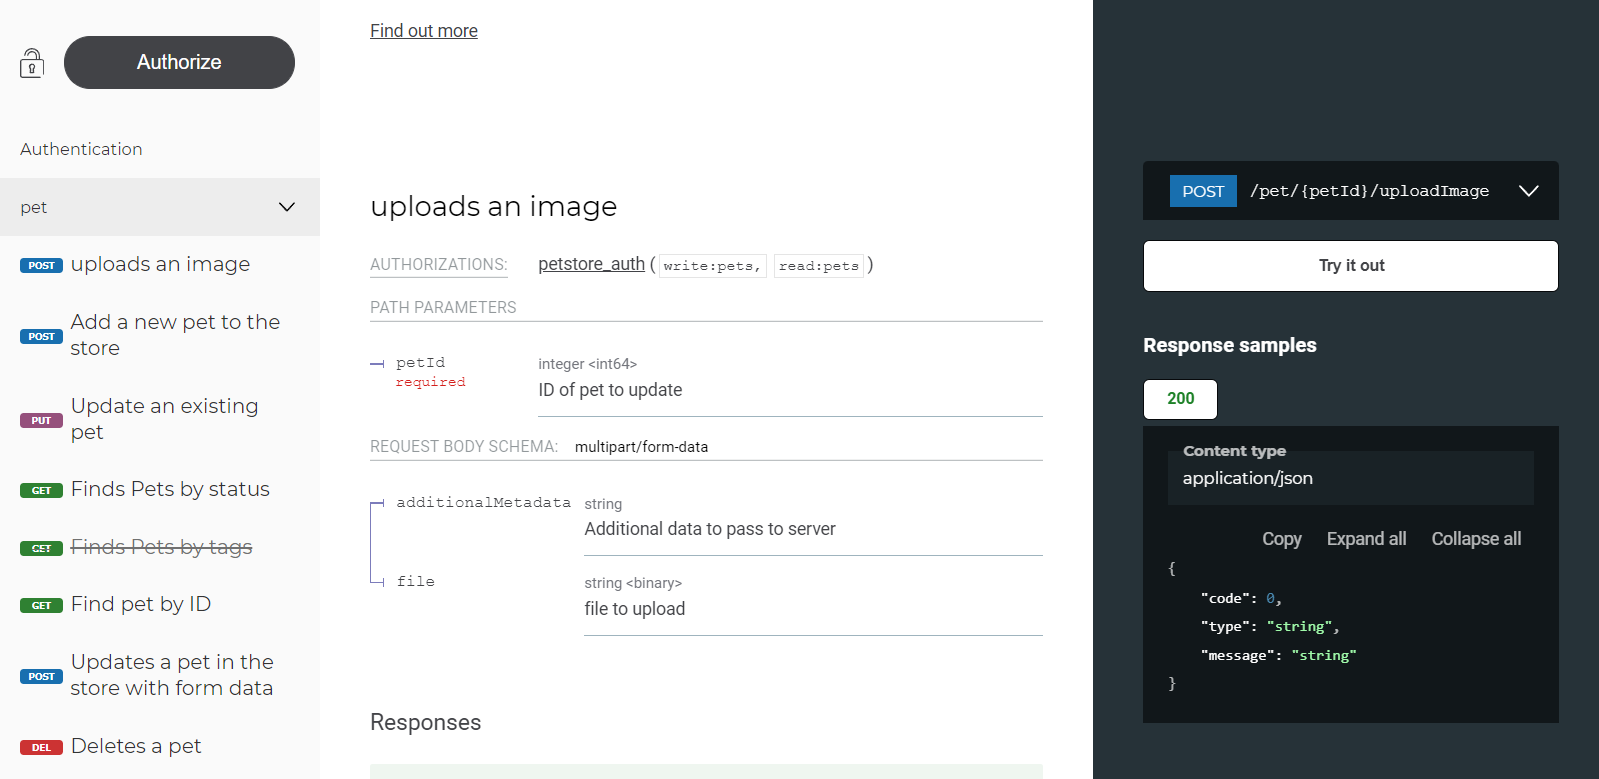 Authorize
Authentication
pet
POST uploads an image
POST Add a new pet to the
store
PUT Update an existing
pet
GET Finds Pets by status
GET Finds Pets by tags
GET Find pet by ID
POST Updates a pet in the
store with form data
DEL Deletes a pet
Find out more
uploads an image
AUTHORIZATIONS: petstore_auth ( write:pets, read:pets )
PATH PARAMETERS
petId integer <int64>
required ID of pet to update
REQUEST BODY SCHEMA: multipart/form-data
additionalMetadata string
Additional data to pass to server
file string <binary>
file to upload
Responses
POST /pet/{petId}/uploadImage
Try it out
Response samples
200
Content type
application/json
Copy Expand all Collapse all
{
"code": 0,
"type": "string",
"message": "string"
}